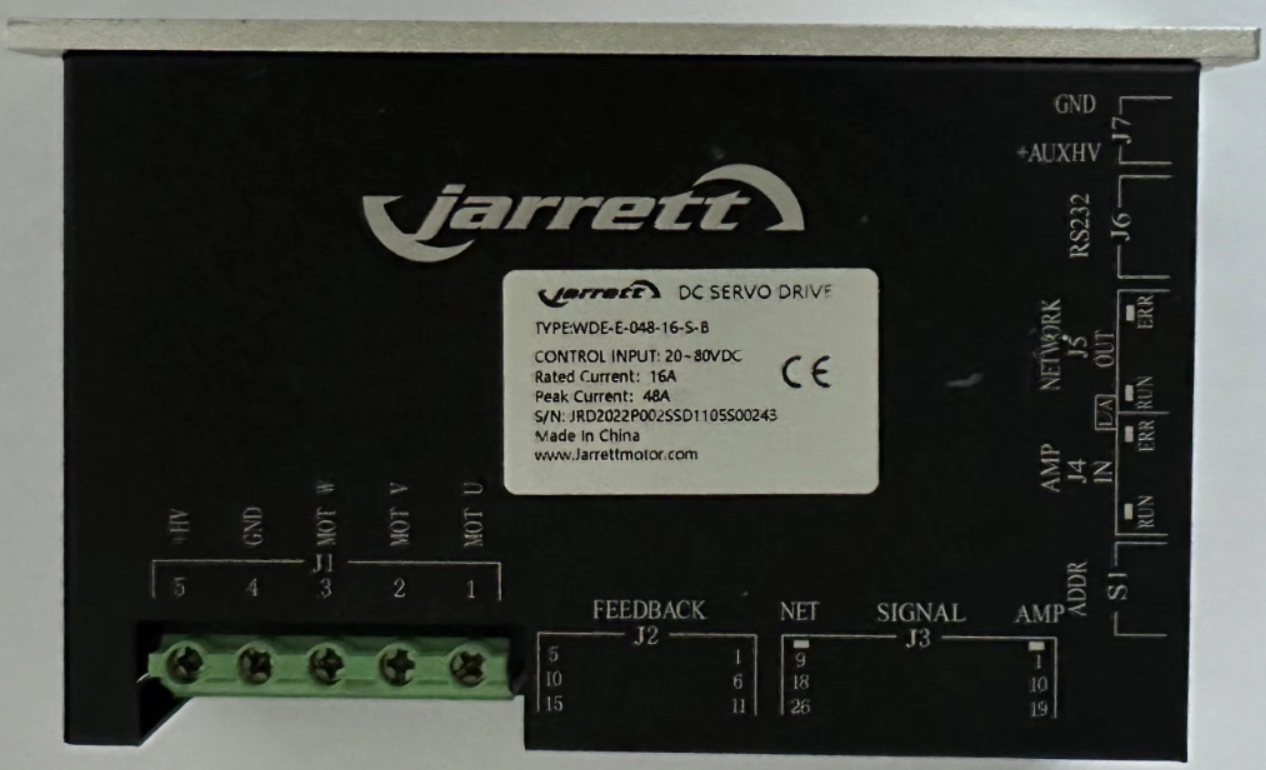 jarrett
jarrett DC SERVO DRIVE
TYPE:WDE-E-048-16-S-B
CONTROL INPUT: 20~80VDC
Rated Current: 16A
Peak Current: 48A
S/N: JRD2022P002SSD1105S00243
Made In China
www.Jarrettmotor.com
CE
GND
+AUXHV
J7
RS232
J6
NETWORK
J5
OUT
ERR
RUN
L/A
AMP
J4
IN
ERR
RUN
ADDR
S1
+HV GND MOT W MOT V MOT U
J1
5 4 3 2 1
FEEDBACK
J2
5 1
10 6
15 11
NET SIGNAL AMP
J3
9 1
18 10
26 19